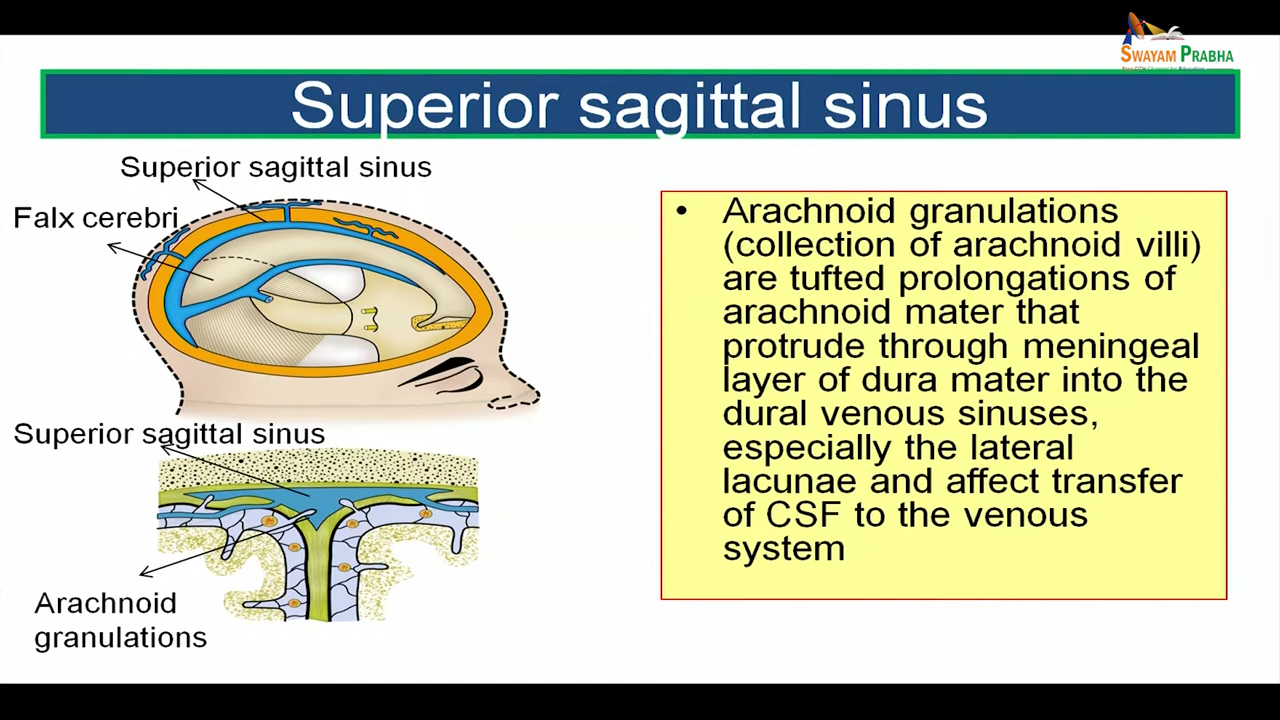 SWAYAM PRABHA
Superior sagittal sinus
Superior sagittal sinus
Falx cerebri
Superior sagittal sinus
Arachnoid
granulations
• Arachnoid granulations
(collection of arachnoid villi)
are tufted prolongations of
arachnoid mater that
protrude through meningeal
layer of dura mater into the
dural venous sinuses,
especially the lateral
lacunae and affect transfer
of CSF to the venous
system